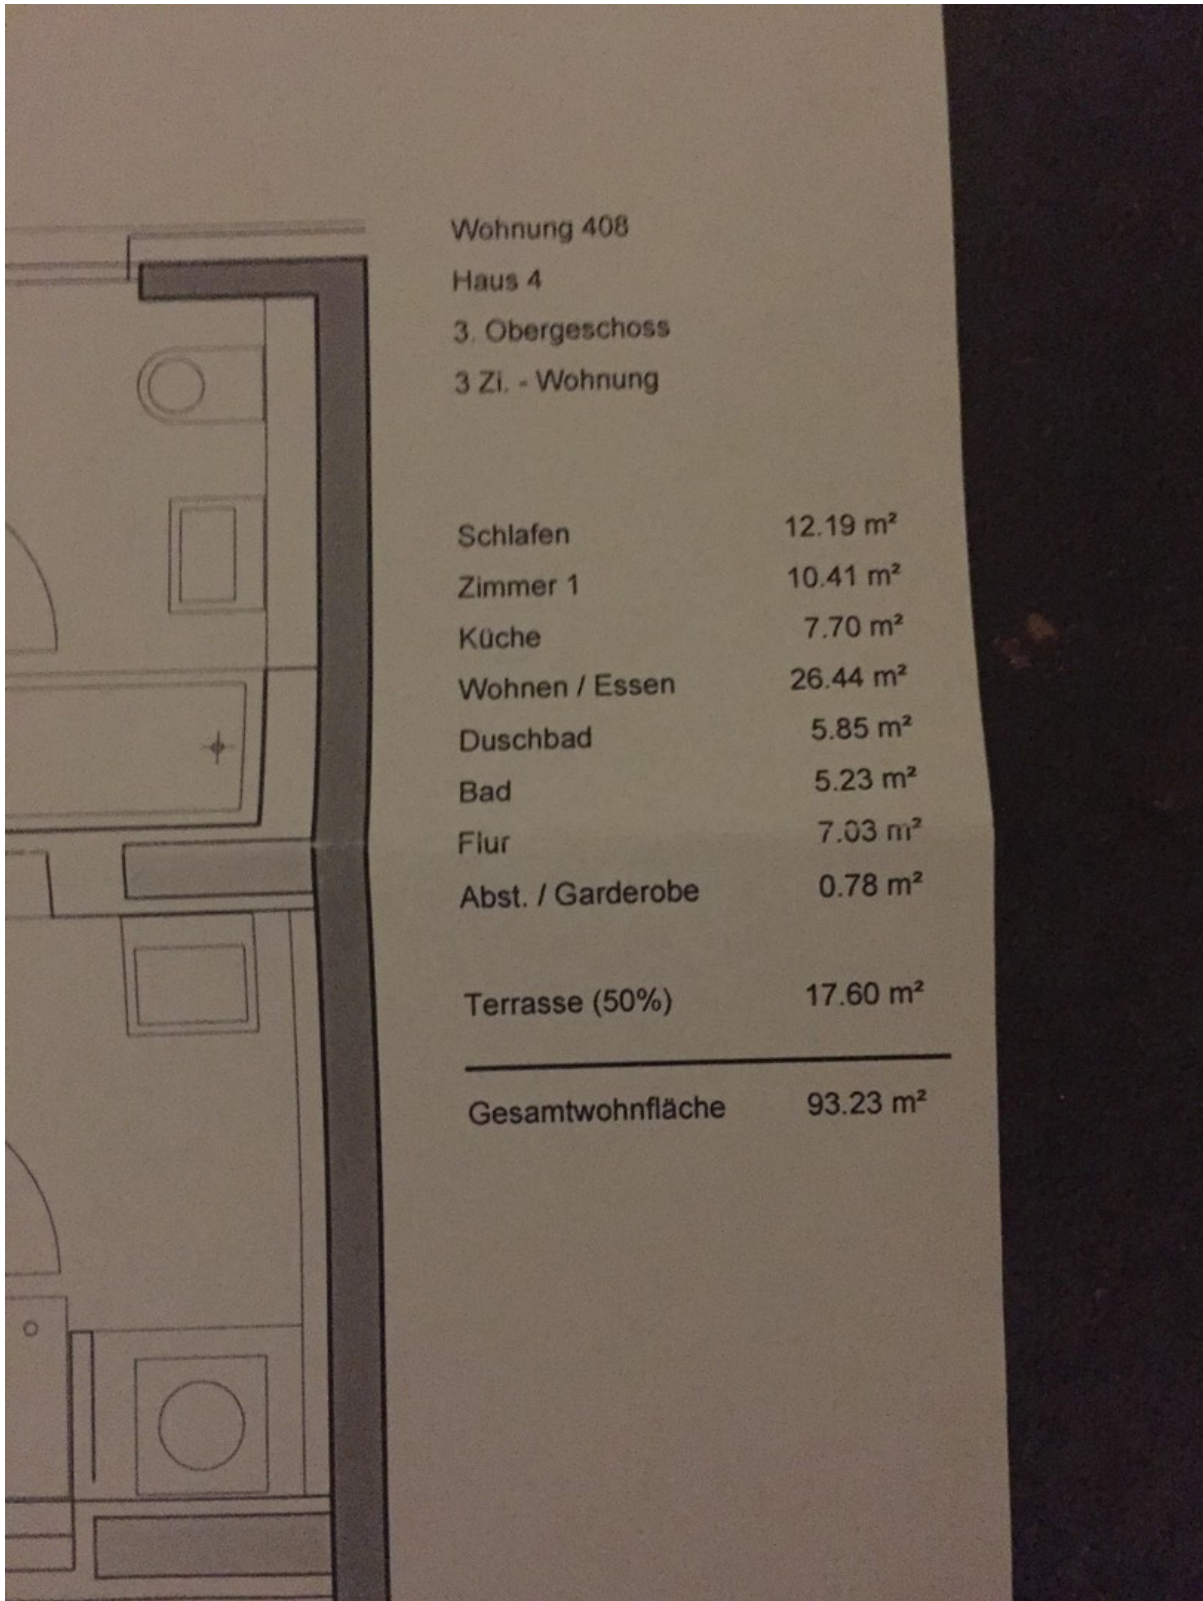 Wohnung 408
Haus 4
3. Obergeschoss
3 Zi. - Wohnung
Schlafen 12.19 m²
Zimmer 1 10.41 m²
Küche 7.70 m²
Wohnen / Essen 26.44 m²
Duschbad 5.85 m²
Bad 5.23 m²
Flur 7.03 m²
Abst. / Garderobe 0.78 m²
Terrasse (50%) 17.60 m²
Gesamtwohnfläche 93.23 m²